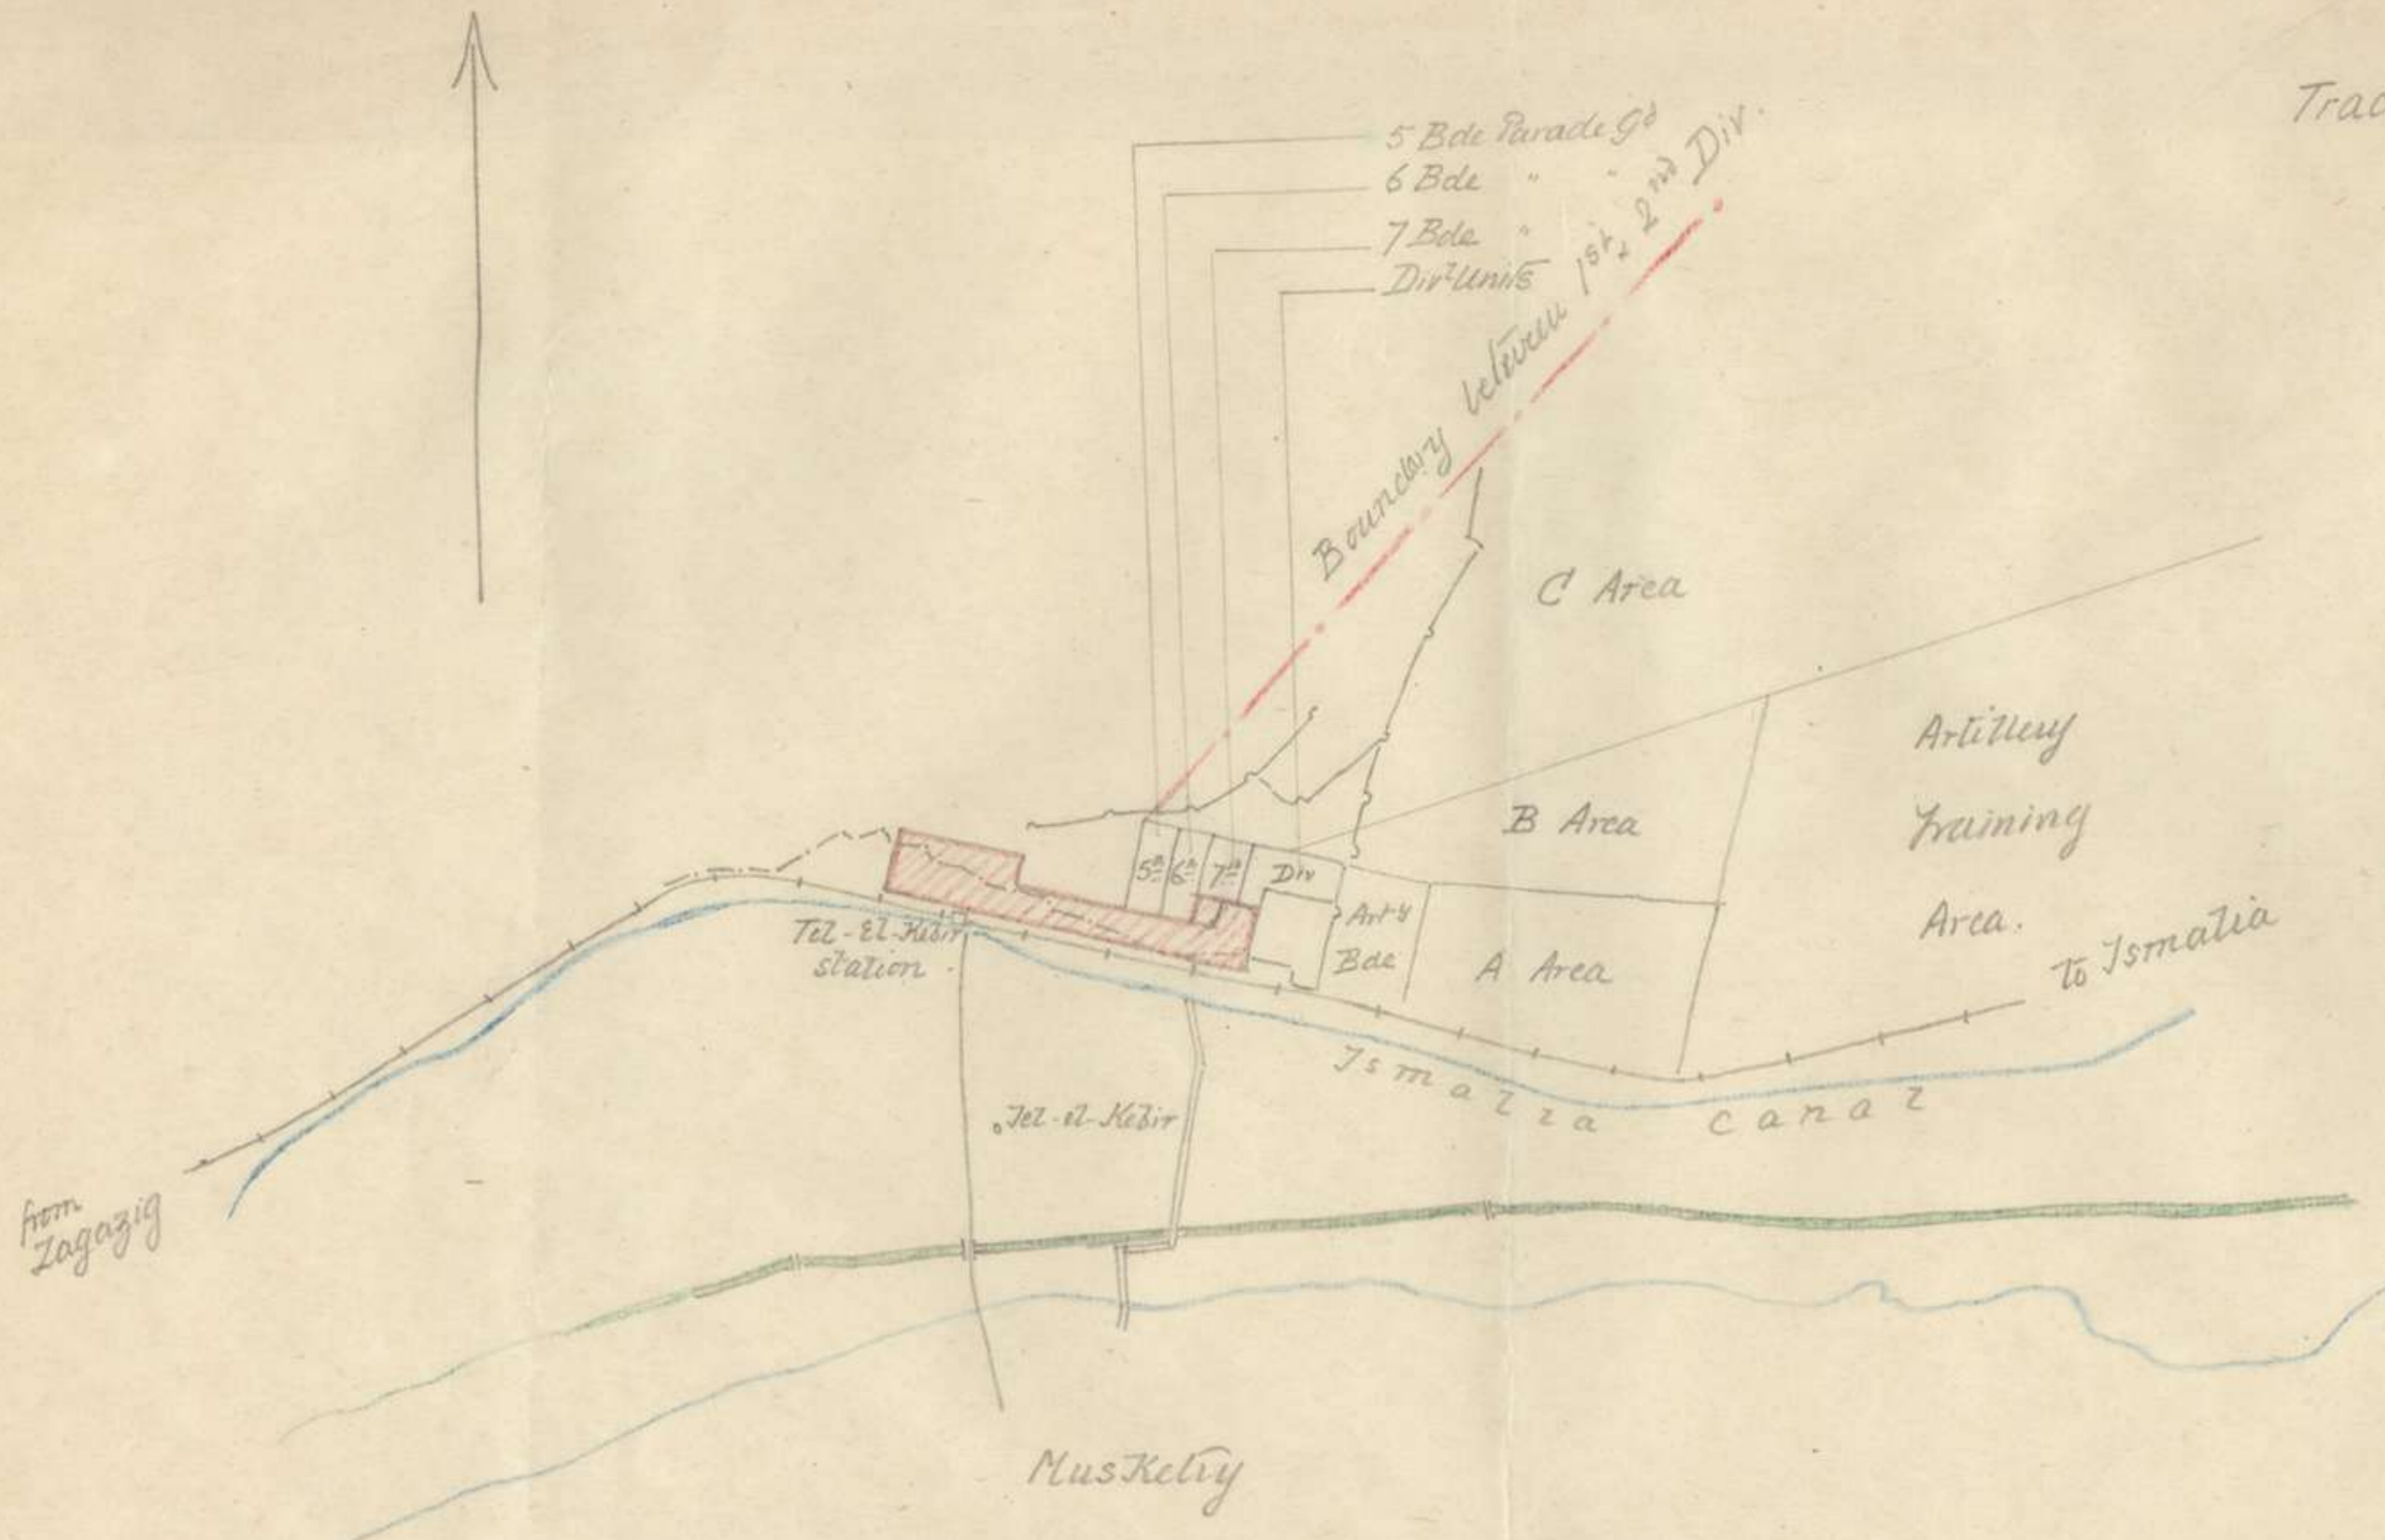 Trac
5 Bde Parade Gd
6 Bde " "
7 Bde "
Divl Units
Boundary between 1st & 2nd Div.
C Area
Artillery
Training
Area.
B Area
5th 6th 7th Div
Arty
Bde
A Area
to Ismalia
Tel-El-Kebir
station
Ismalia Canal
Tel-el-Kebir
from
Zagazig
Musketry